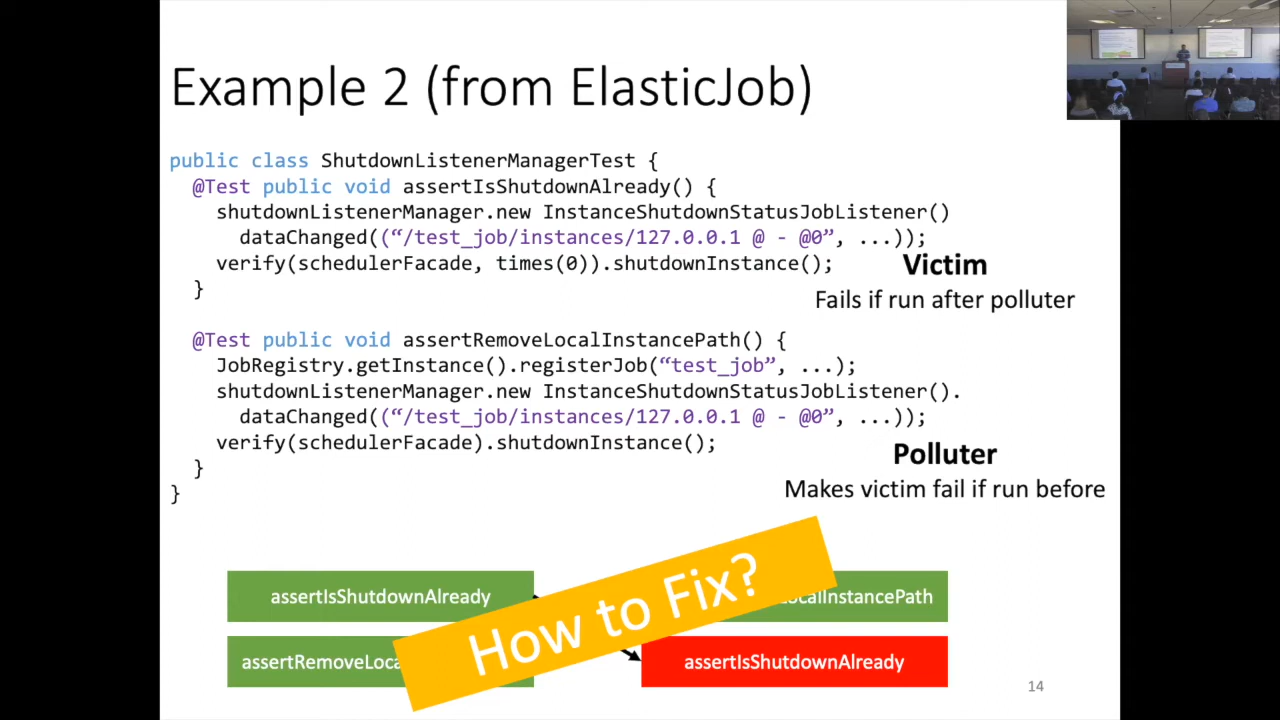 Example 2 (from ElasticJob)
public class ShutdownListenerManagerTest {
@Test public void assertIsShutdownAlready() {
shutdownListenerManager.new InstanceShutdownStatusJobListener()
dataChanged((“/test_job/instances/127.0.0.1 @ - @0”, ...));
verify(schedulerFacade, times(0)).shutdownInstance();
}
Victim
Fails if run after polluter
@Test public void assertRemoveLocalInstancePath() {
JobRegistry.getInstance().registerJob(“test_job”, ...);
shutdownListenerManager.new InstanceShutdownStatusJobListener().
dataChanged((“/test_job/instances/127.0.0.1 @ - @0”, ...));
verify(schedulerFacade).shutdownInstance();
}
Polluter
Makes victim fail if run before
}
How to Fix?
assertIsShutdownAlready
LocalInstancePath
assertRemoveLoca
assertIsShutdownAlready
14